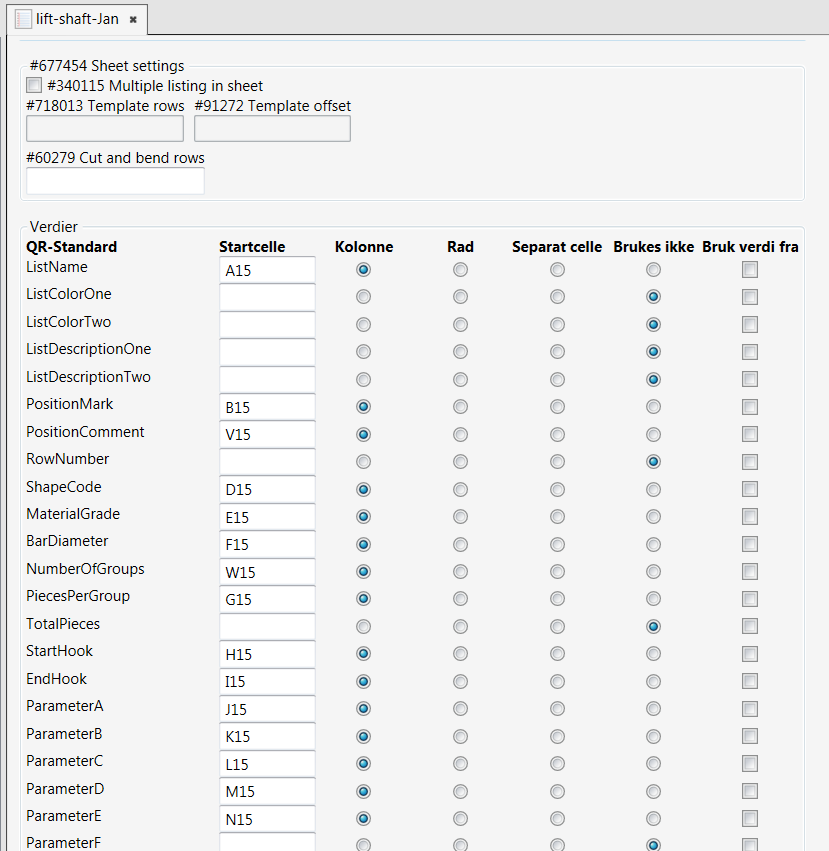 lift-shaft-Jan ✖
#677454 Sheet settings
#340115 Multiple listing in sheet
#718013 Template rows #91272 Template offset
#60279 Cut and bend rows
Verdier
QR-Standard Startcelle Kolonne Rad Separat celle Brukes ikke Bruk verdi fra
ListName A15
ListColorOne
ListColorTwo
ListDescriptionOne
ListDescriptionTwo
PositionMark B15
PositionComment V15
RowNumber
ShapeCode D15
MaterialGrade E15
BarDiameter F15
NumberOfGroups W15
PiecesPerGroup G15
TotalPieces
StartHook H15
EndHook I15
ParameterA J15
ParameterB K15
ParameterC L15
ParameterD M15
ParameterE N15
ParameterF